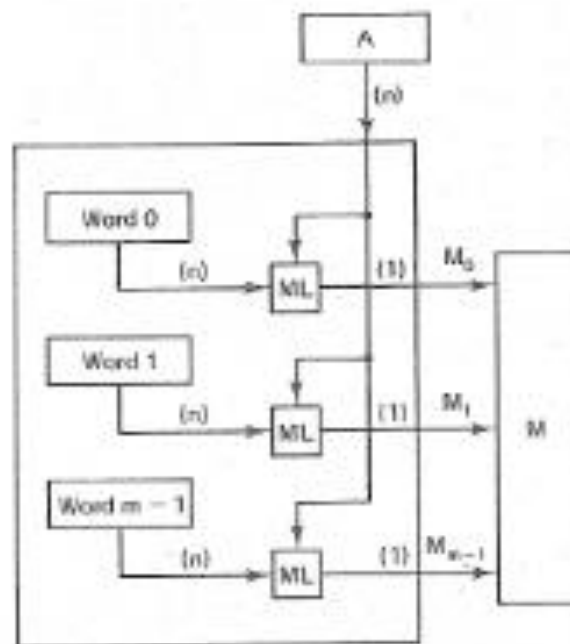 A
(n)
Word 0
(n)
ML
(1)
M₀
Word 1
(n)
ML
(1)
M₁
M
Word m − 1
(n)
ML
(1)
Mₘ₋₁